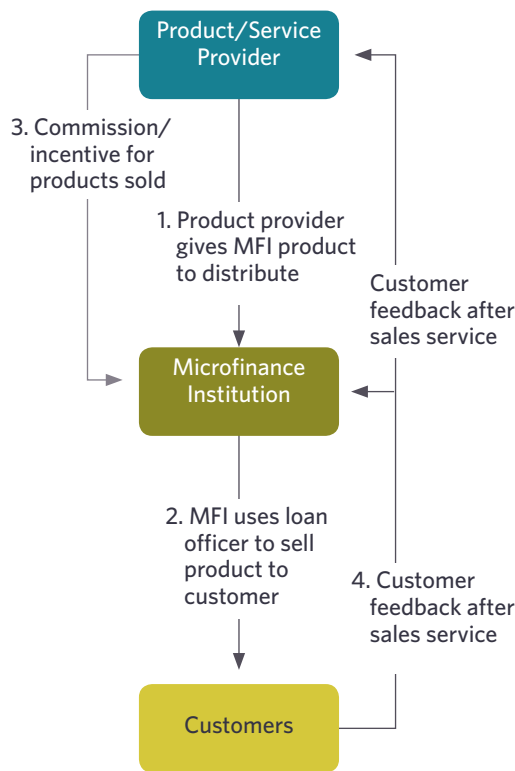 Product/Service
Provider
3. Commission/
incentive for
products sold
1. Product provider
gives MFI product
to distribute
Customer
feedback after
sales service
Microfinance
Institution
2. MFI uses loan
officer to sell
product to
customer
4. Customer
feedback after
sales service
Customers